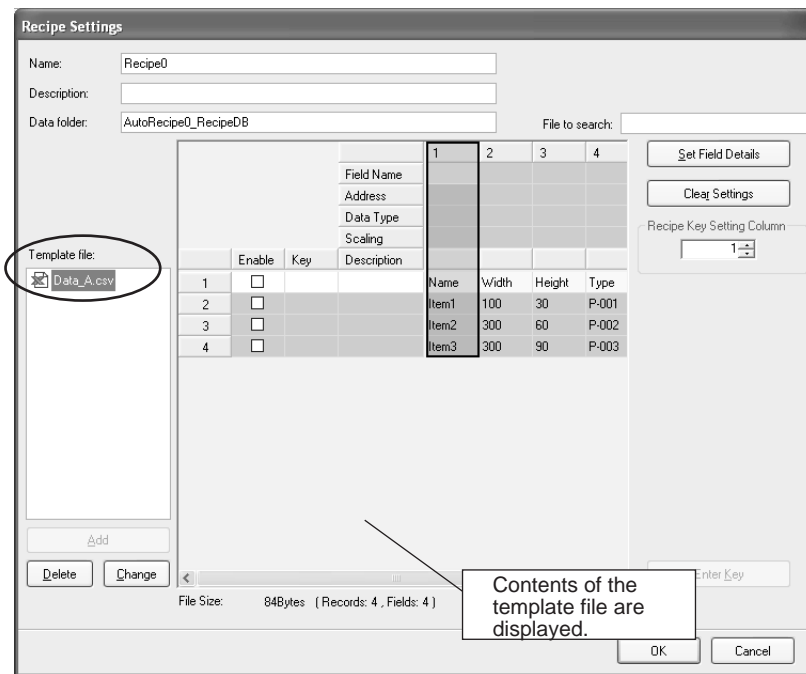 Recipe Settings
Name: Recipe0
Description:
Data folder: AutoRecipe0_RecipeDB
File to search:
1 2 3 4
Field Name
Address
Data Type
Scaling
Enable Key Description
1 Name Width Height Type
2 Item1 100 30 P-001
3 Item2 300 60 P-002
4 Item3 300 90 P-003
Template file:
Data_A.csv
Set Field Details
Clear Settings
Recipe Key Setting Column
1
Add
Delete Change
File Size: 84Bytes ( Records: 4 , Fields: 4 )
Enter Key
Contents of the
template file are
displayed.
OK Cancel